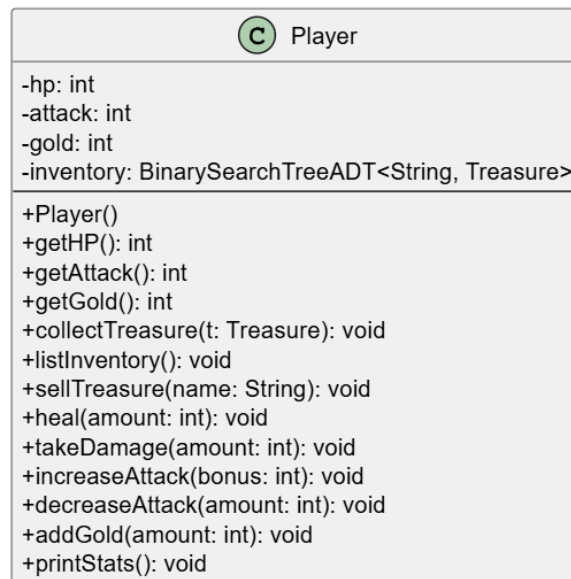 C Player
-hp: int
-attack: int
-gold: int
-inventory: BinarySearchTreeADT<String, Treasure>
+Player()
+getHP(): int
+getAttack(): int
+getGold(): int
+collectTreasure(t: Treasure): void
+listInventory(): void
+sellTreasure(name: String): void
+heal(amount: int): void
+takeDamage(amount: int): void
+increaseAttack(bonus: int): void
+decreaseAttack(amount: int): void
+addGold(amount: int): void
+printStats(): void